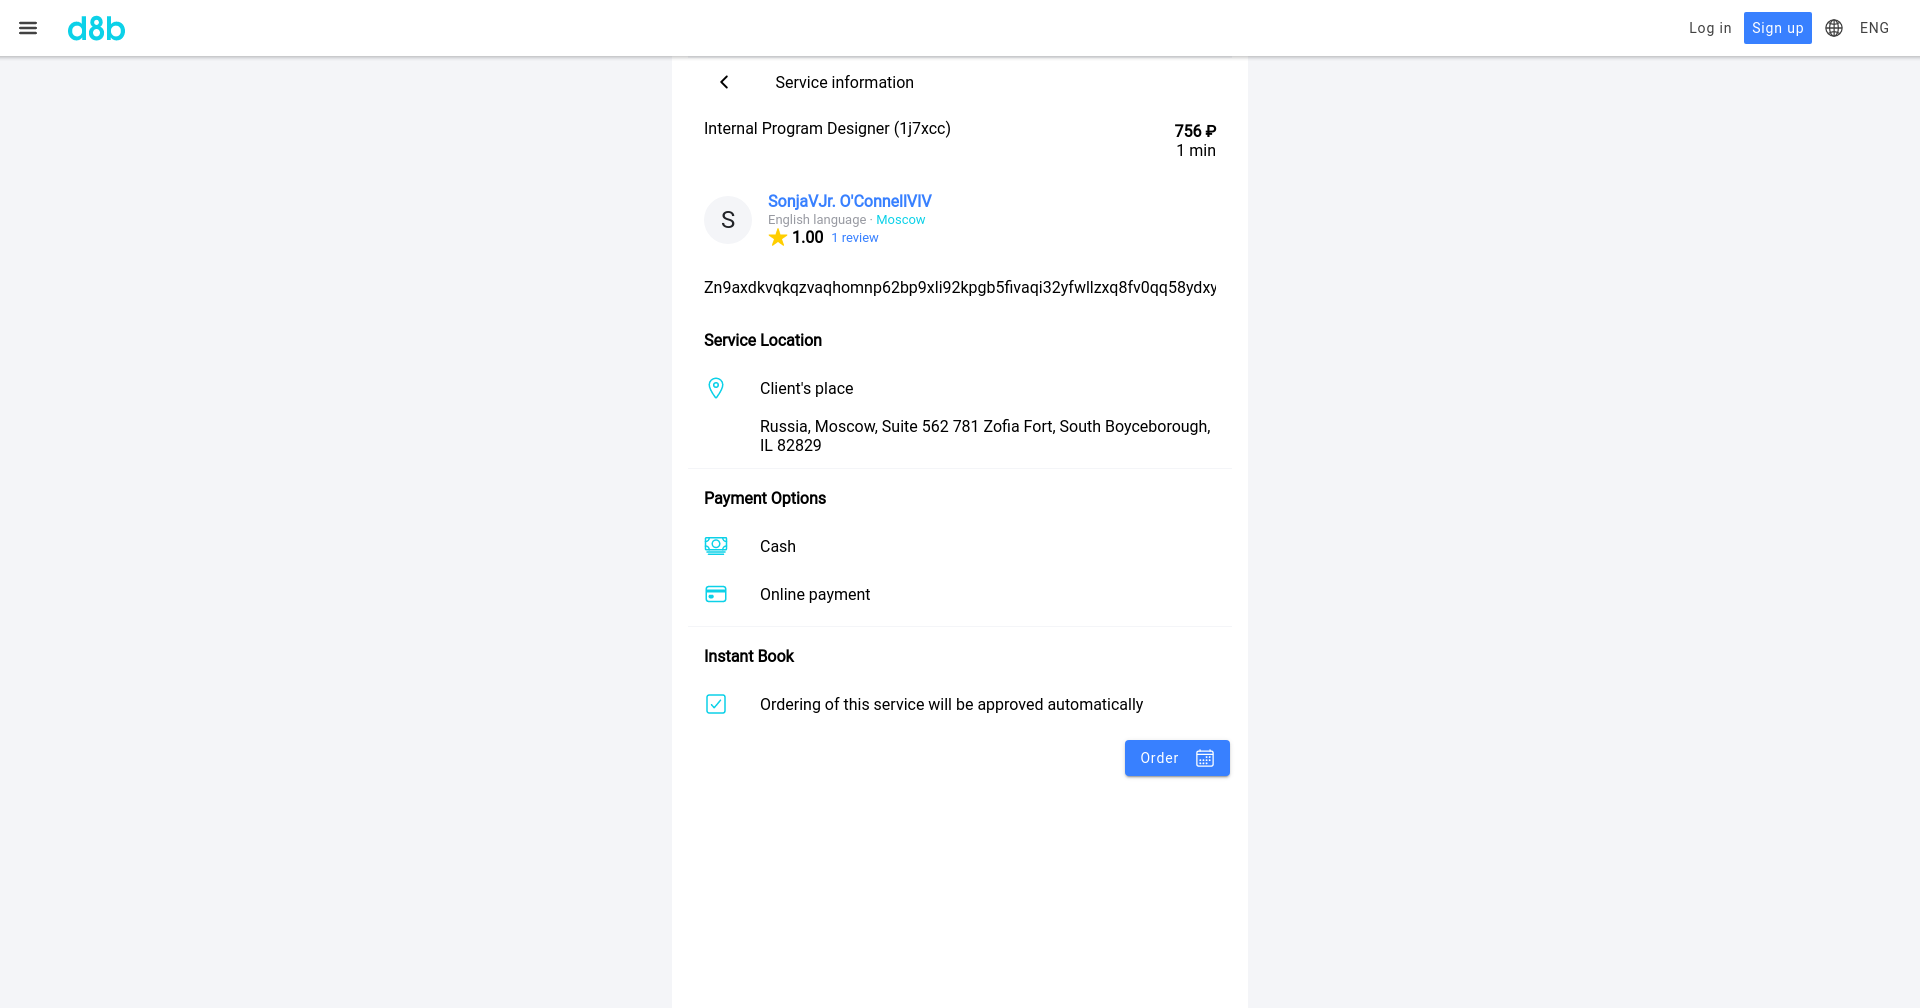 d8b
Log in
Sign up
ENG
Service information
Internal Program Designer (1j7xcc)
756 ₽
1 min
S
SonjaVJr. O'ConnellVIV
English language · Moscow
1.00 1 review
Zn9axdkvqkqzvaqhomnp62bp9xli92kpgb5fivaqi32yfwllzxq8fv0qq58ydxy
Service Location
Client's place
Russia, Moscow, Suite 562 781 Zofia Fort, South Boyceborough,
IL 82829
Payment Options
Cash
Online payment
Instant Book
Ordering of this service will be approved automatically
Order